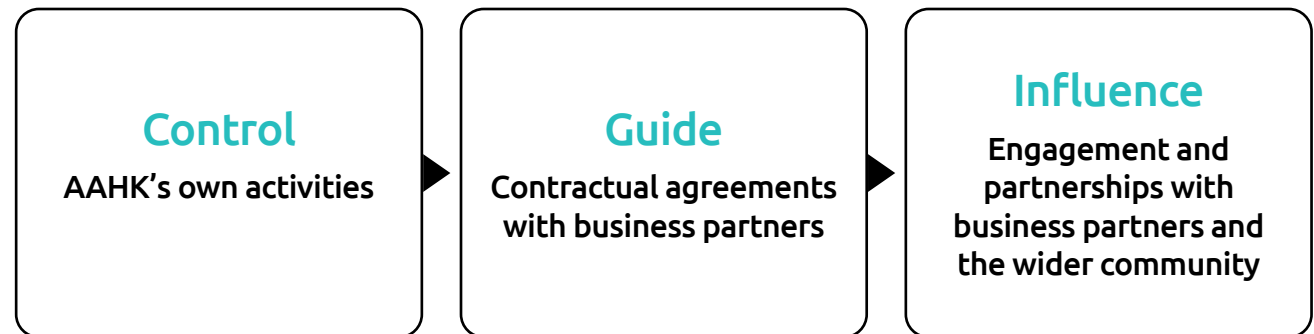 Control
AAHK’s own activities
Guide
Contractual agreements
with business partners
Influence
Engagement and
partnerships with
business partners and
the wider community